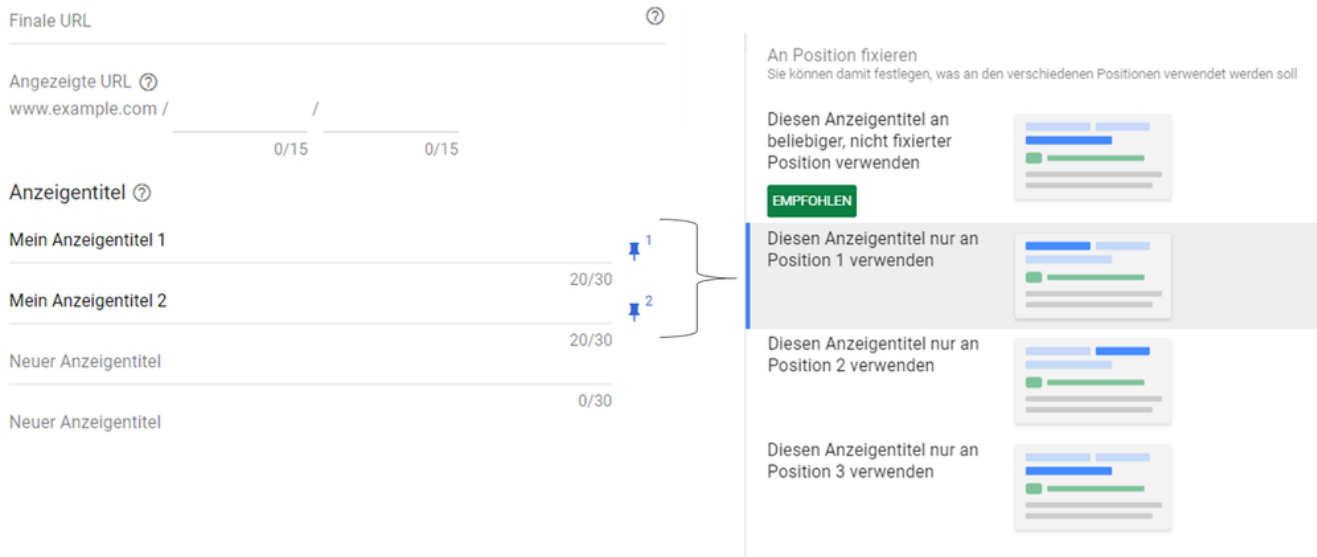 Finale URL
Angezeigte URL
www.example.com / /
0/15 0/15
Anzeigentitel
Mein Anzeigentitel 1
1
20/30
Mein Anzeigentitel 2
2
20/30
Neuer Anzeigentitel
0/30
Neuer Anzeigentitel
An Position fixieren
Sie können damit festlegen, was an den verschiedenen Positionen verwendet werden soll
Diesen Anzeigentitel an
beliebiger, nicht fixierter
Position verwenden
EMPFOHLEN
Diesen Anzeigentitel nur an
Position 1 verwenden
Diesen Anzeigentitel nur an
Position 2 verwenden
Diesen Anzeigentitel nur an
Position 3 verwenden